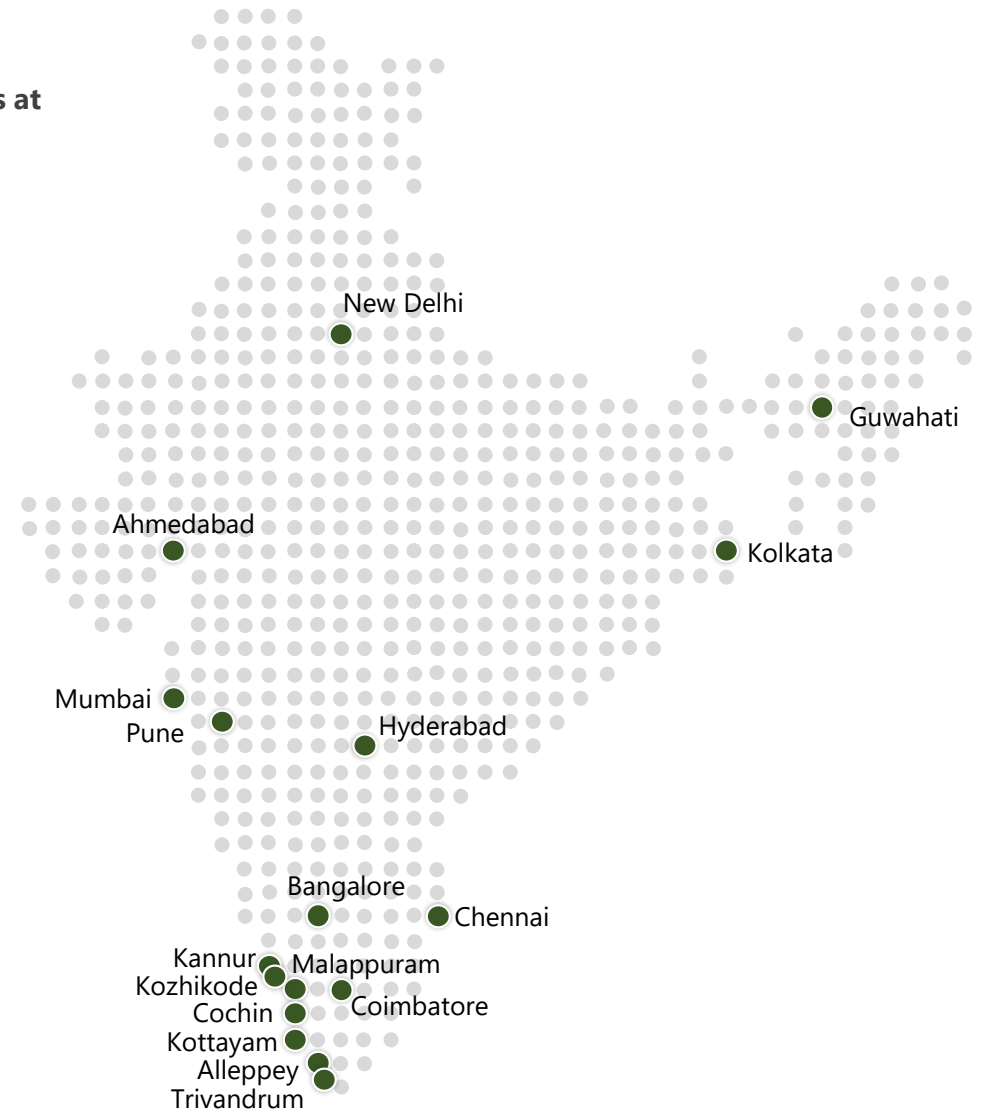 s at
New Delhi
Guwahati
Ahmedabad
Kolkata
Mumbai
Pune
Hyderabad
Bangalore
Chennai
Kannur
Malappuram
Kozhikode
Coimbatore
Cochin
Kottayam
Alleppey
Trivandrum